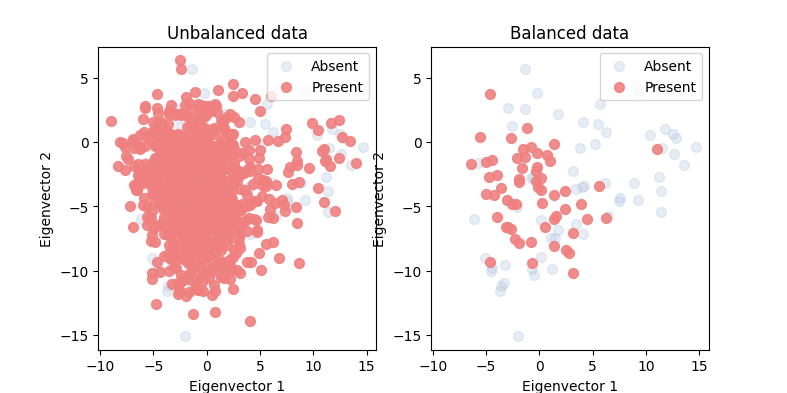 Unbalanced data
Absent
Present
5
0
−5
−10
−15
Eigenvector 2
−10 −5 0 5 10 15
Eigenvector 1
Balanced data
Absent
Present
5
0
−5
−10
−15
Eigenvector 2
−10 −5 0 5 10 15
Eigenvector 1